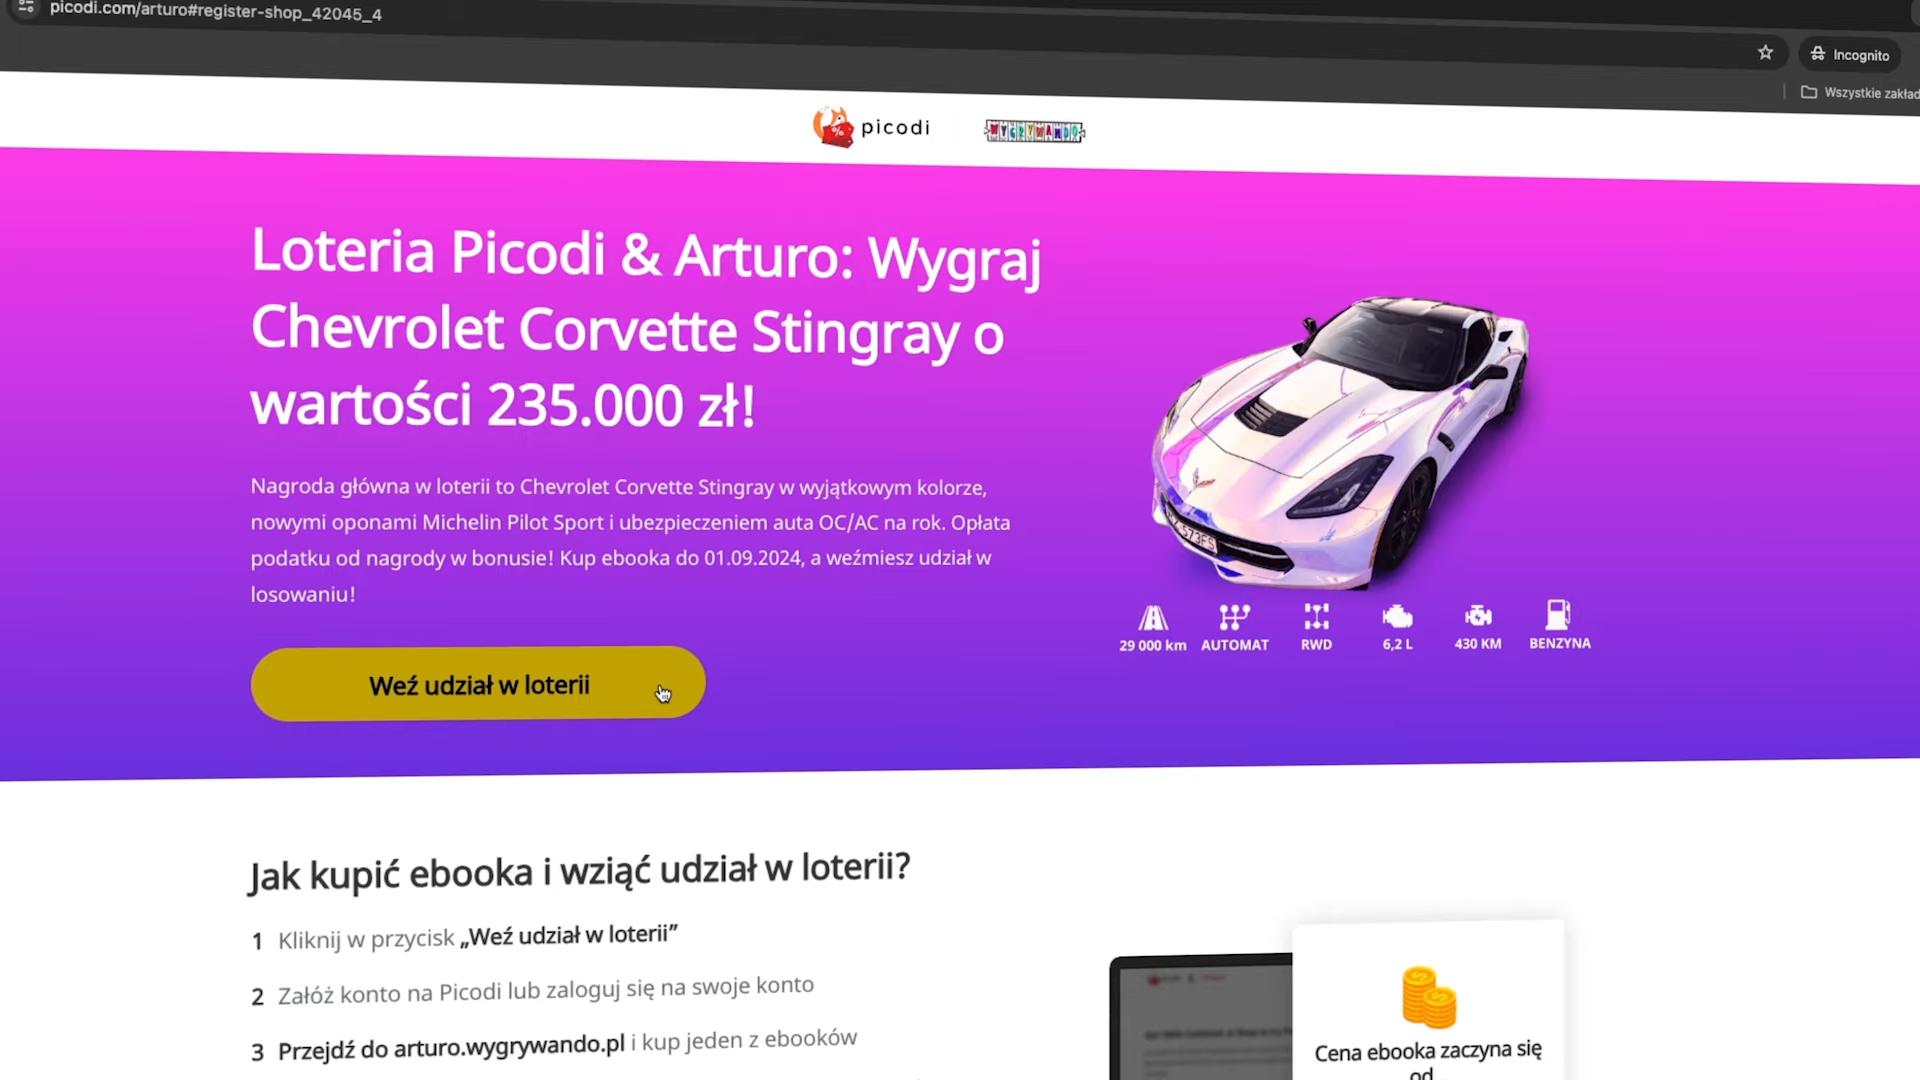 picodi.com/arturo#register-shop_42045_4
Incognito
Wszystkie zakład
picodi
WYGRYWANDO
Loteria Picodi & Arturo: Wygraj
Chevrolet Corvette Stingray o
wartości 235.000 zł!
Nagroda główna w loterii to Chevrolet Corvette Stingray w wyjątkowym kolorze,
nowymi oponami Michelin Pilot Sport i ubezpieczeniem auta OC/AC na rok. Opłata
podatku od nagrody w bonusie! Kup ebooka do 01.09.2024, a weźmiesz udział w
losowaniu!
Weź udział w loterii
29 000 km
AUTOMAT
RWD
6,2 L
430 KM
BENZYNA
Jak kupić ebooka i wziąć udział w loterii?
1 Kliknij w przycisk „Weź udział w loterii”
2 Załóż konto na Picodi lub zaloguj się na swoje konto
3 Przejdź do arturo.wygrywando.pl i kup jeden z ebooków
Cena ebooka zaczyna się
od